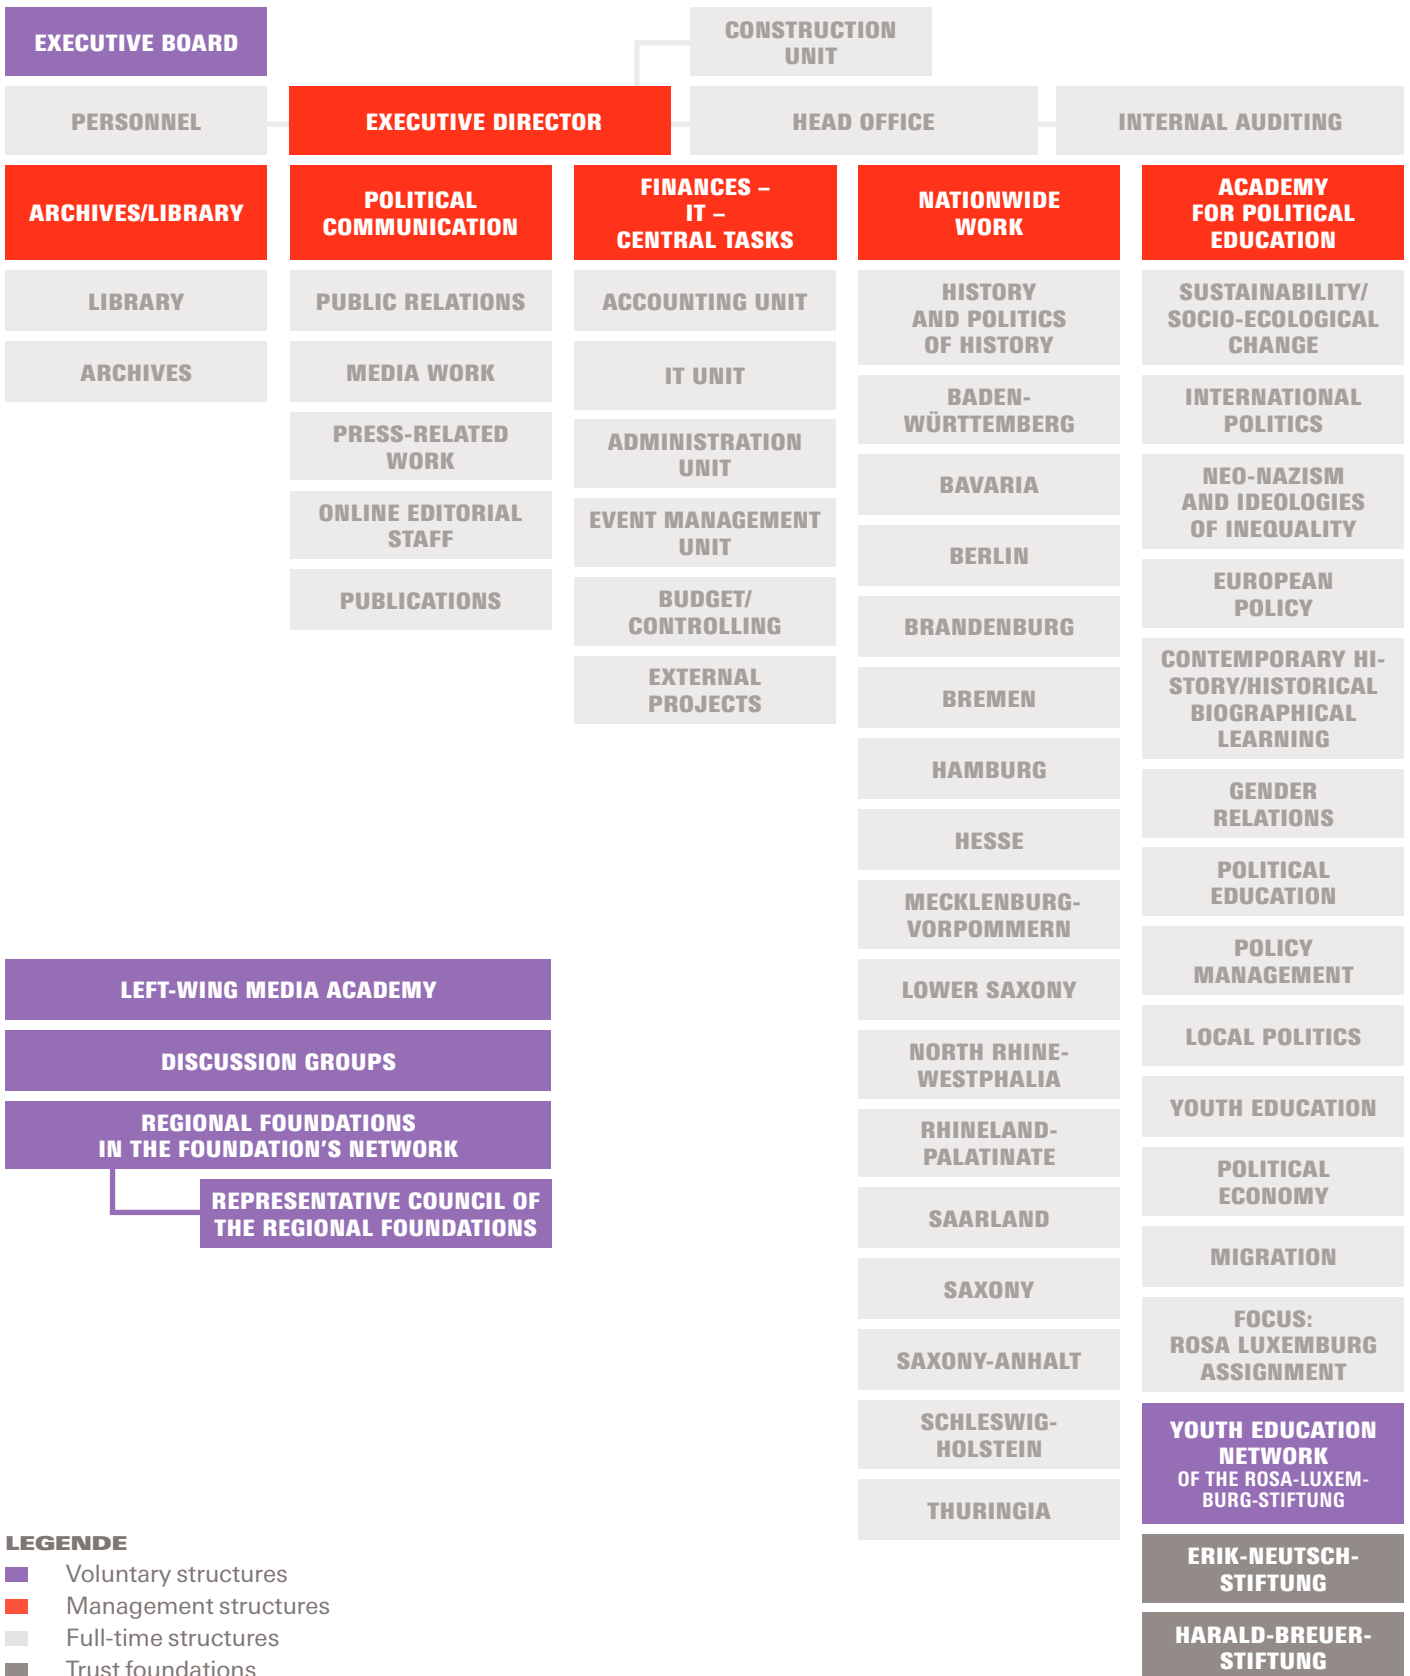 EXECUTIVE BOARD
CONSTRUCTION
UNIT
PERSONNEL
EXECUTIVE DIRECTOR
HEAD OFFICE
INTERNAL AUDITING
ARCHIVES/LIBRARY
LIBRARY
ARCHIVES
POLITICAL
COMMUNICATION
PUBLIC RELATIONS
MEDIA WORK
PRESS-RELATED
WORK
ONLINE EDITORIAL
STAFF
PUBLICATIONS
FINANCES –
IT –
CENTRAL TASKS
ACCOUNTING UNIT
IT UNIT
ADMINISTRATION
UNIT
EVENT MANAGEMENT
UNIT
BUDGET/
CONTROLLING
EXTERNAL
PROJECTS
NATIONWIDE
WORK
HISTORY
AND POLITICS
OF HISTORY
BADEN-
WÜRTTEMBERG
BAVARIA
BERLIN
BRANDENBURG
BREMEN
HAMBURG
HESSE
MECKLENBURG-
VORPOMMERN
LOWER SAXONY
NORTH RHINE-
WESTPHALIA
RHINELAND-
PALATINATE
SAARLAND
SAXONY
SAXONY-ANHALT
SCHLESWIG-
HOLSTEIN
THURINGIA
ACADEMY
FOR POLITICAL
EDUCATION
SUSTAINABILITY/
SOCIO-ECOLOGICAL
CHANGE
INTERNATIONAL
POLITICS
NEO-NAZISM
AND IDEOLOGIES
OF INEQUALITY
EUROPEAN
POLICY
CONTEMPORARY HI-
STORY/HISTORICAL
BIOGRAPHICAL
LEARNING
GENDER
RELATIONS
POLITICAL
EDUCATION
POLICY
MANAGEMENT
LOCAL POLITICS
YOUTH EDUCATION
POLITICAL
ECONOMY
MIGRATION
FOCUS:
ROSA LUXEMBURG
ASSIGNMENT
YOUTH EDUCATION
NETWORK
OF THE ROSA-LUXEM-
BURG-STIFTUNG
ERIK-NEUTSCH-
STIFTUNG
HARALD-BREUER-
STIFTUNG
LEFT-WING MEDIA ACADEMY
DISCUSSION GROUPS
REGIONAL FOUNDATIONS
IN THE FOUNDATION’S NETWORK
REPRESENTATIVE COUNCIL OF
THE REGIONAL FOUNDATIONS
LEGENDE
Voluntary structures
Management structures
Full-time structures
Trust foundations